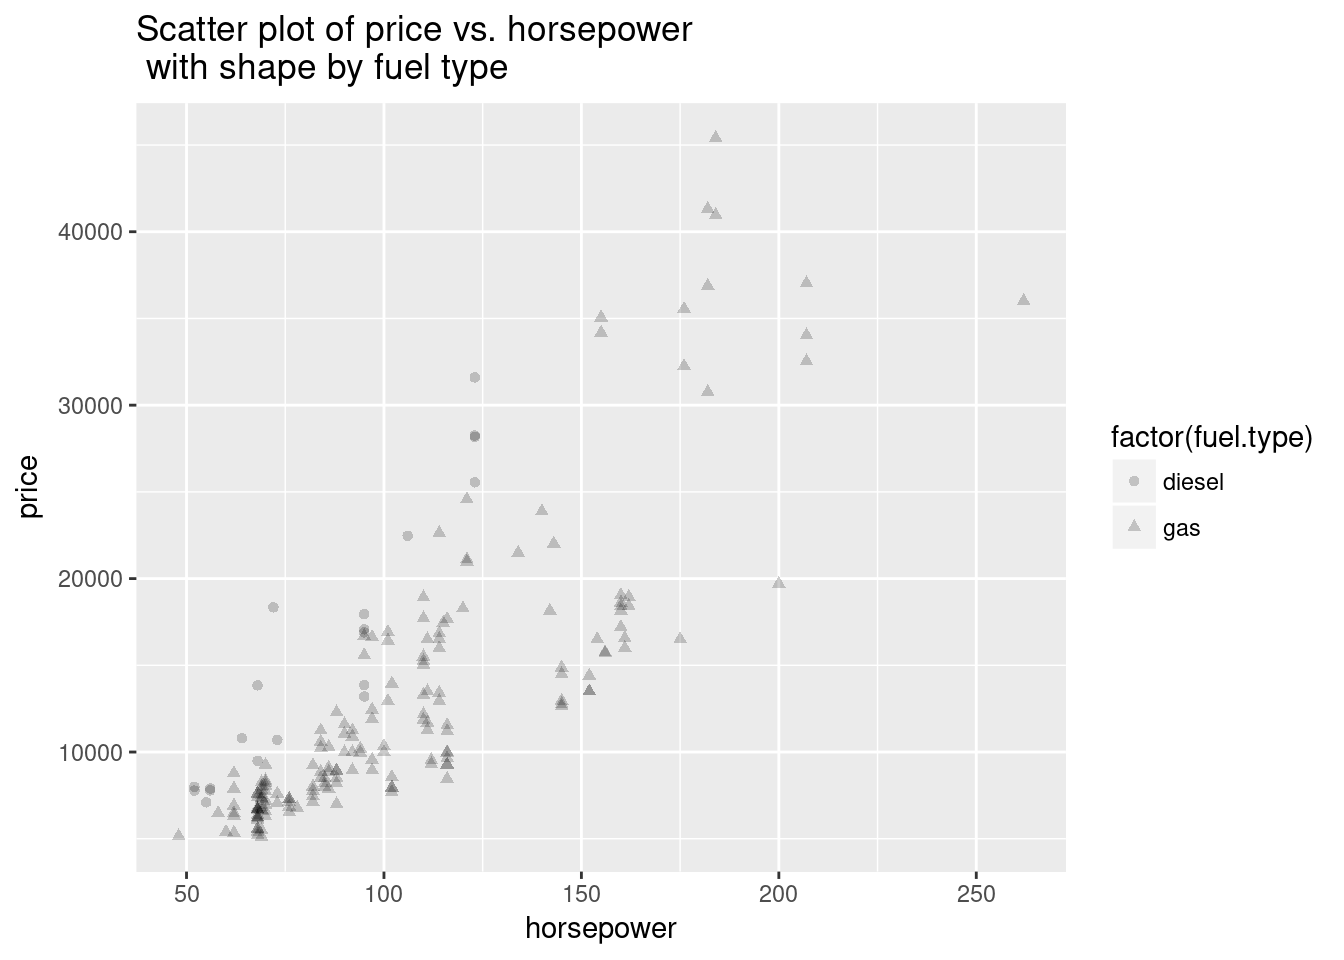 Scatter plot of price vs. horsepower
with shape by fuel type
40000
30000
20000
10000
price
50 100 150 200 250
horsepower
factor(fuel.type)
diesel
gas